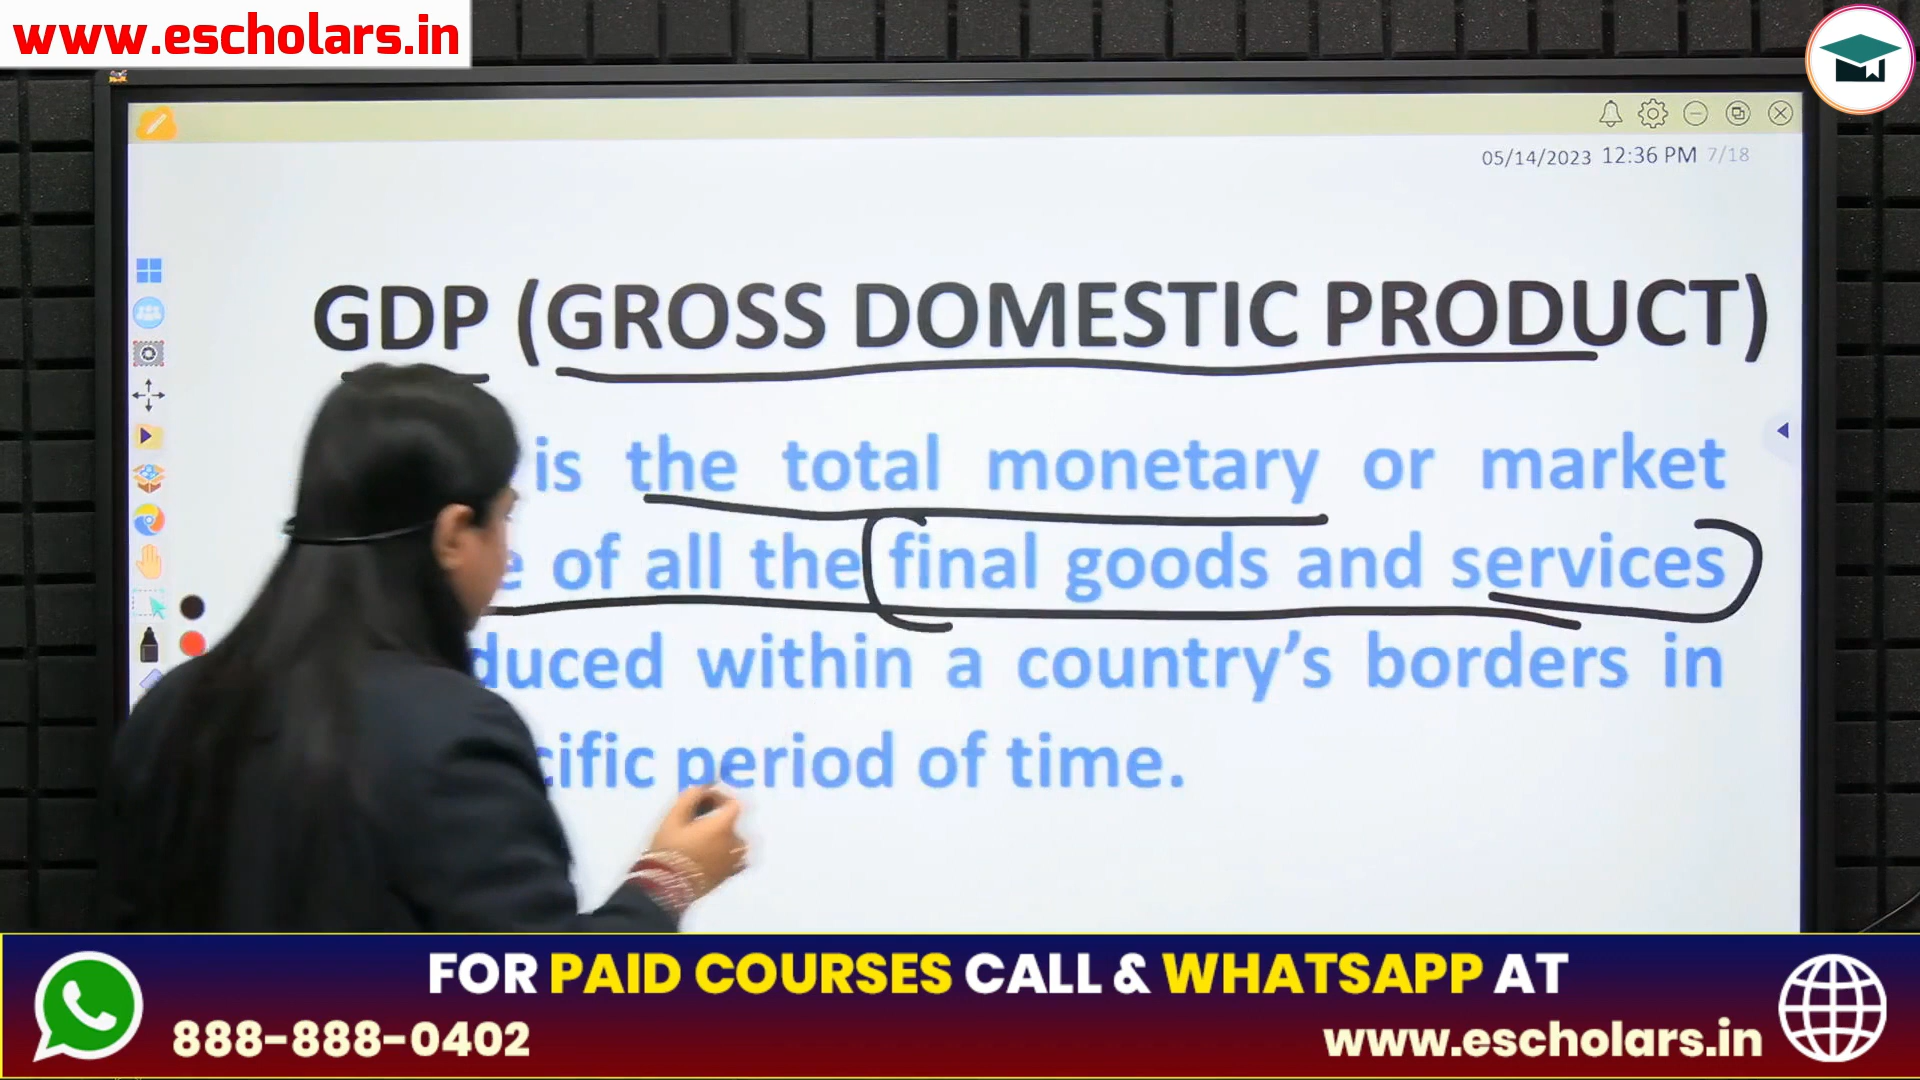 www.escholars.in
05/14/2023 12:36 PM 7/18
GDP (GROSS DOMESTIC PRODUCT)
is the total monetary or market
of all the final goods and services
within a country's borders in
period of time.
FOR PAID COURSES CALL & WHATSAPP AT
888-888-0402
www.escholars.in